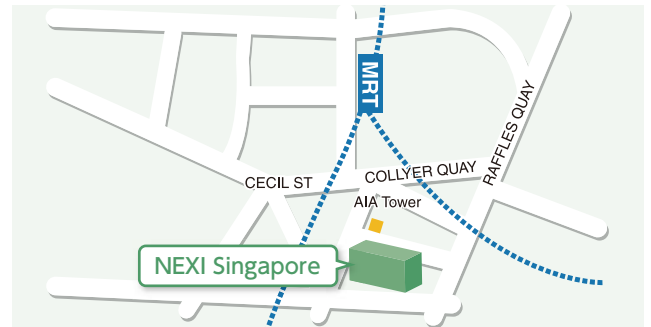 MRT
RAFFLES QUAY
COLLYER QUAY
CECIL ST
AIA Tower
NEXI Singapore